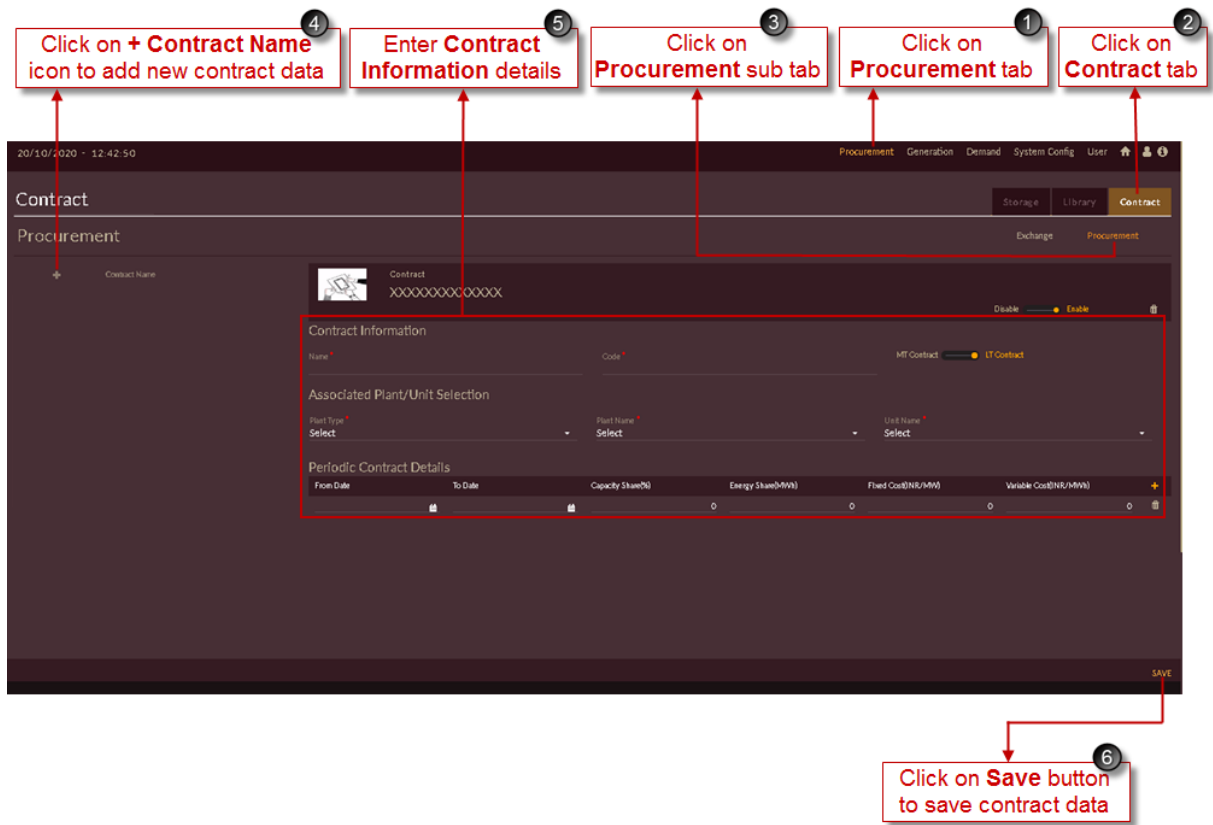 4
Click on + Contract Name
icon to add new contract data
5
Enter Contract
Information details
3
Click on
Procurement sub tab
1
Click on
Procurement tab
2
Click on
Contract tab
20/10/2020 - 12:42:50
Procurement Generation Demand System Config User
Contract
Storage Library Contract
Procurement
Exchange Procurement
+ Contract Name
Contract
XXXXXXXXXXXXX
Disable Enable
Contract Information
Name *
Code *
MT Contract LT Contract
Associated Plant/Unit Selection
Plant Type *
Plant Name *
Unit Name *
Select
Select
Select
Periodic Contract Details
From Date To Date Capacity Share(%) Energy Share(MWh) Fixed Cost(INR/MW) Variable Cost(INR/MWh) +
0 0 0 0
SAVE
6
Click on Save button
to save contract data